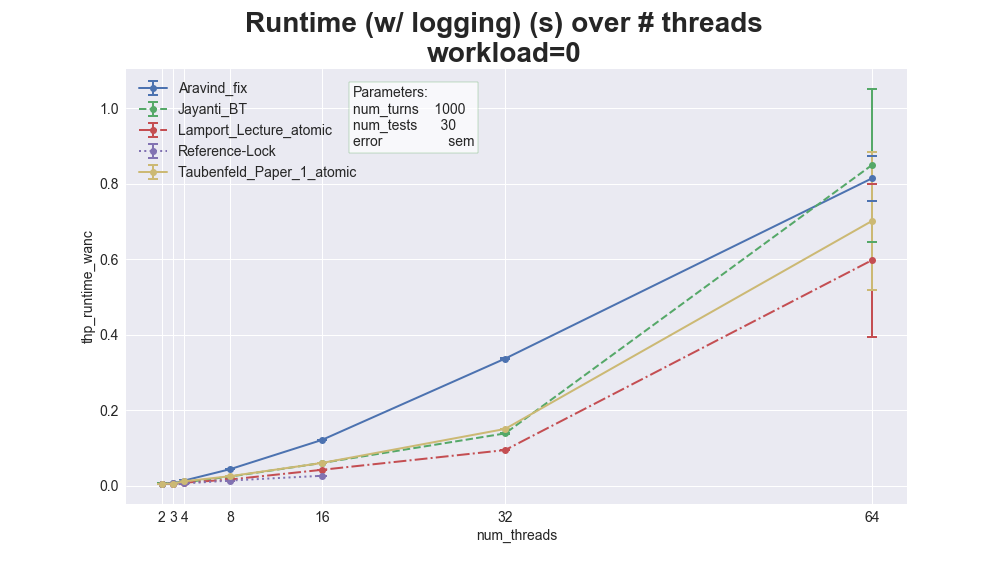 Runtime (w/ logging) (s) over # threads
workload=0
Aravind_fix
Jayanti_BT
Lamport_Lecture_atomic
Reference-Lock
Taubenfeld_Paper_1_atomic
Parameters:
num_turns 1000
num_tests 30
error sem
thp_runtime_wanc
1.0
0.8
0.6
0.4
0.2
0.0
2 3 4 8 16 32 64
num_threads